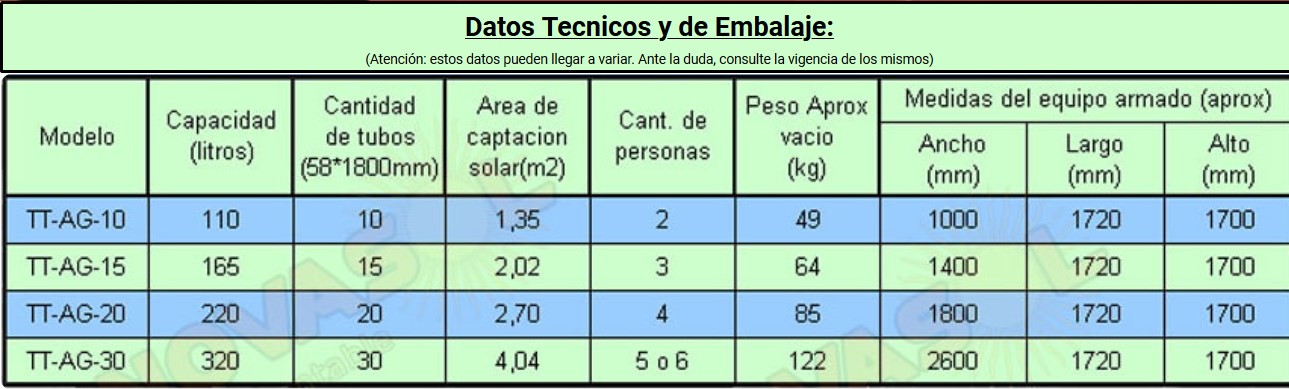 Datos Tecnicos y de Embalaje:
(Atención: estos datos pueden llegar a variar. Ante la duda, consulte la vigencia de los mismos)
Modelo Capacidad (litros) Cantidad de tubos (58*1800mm) Area de captacion solar(m2) Cant. de personas Peso Aprox vacio (kg) Medidas del equipo armado (aprox)
Ancho (mm) Largo (mm) Alto (mm)
TT-AG-10 110 10 1,35 2 49 1000 1720 1700
TT-AG-15 165 15 2,02 3 64 1400 1720 1700
TT-AG-20 220 20 2,70 4 85 1800 1720 1700
TT-AG-30 320 30 4,04 5 o 6 122 2600 1720 1700